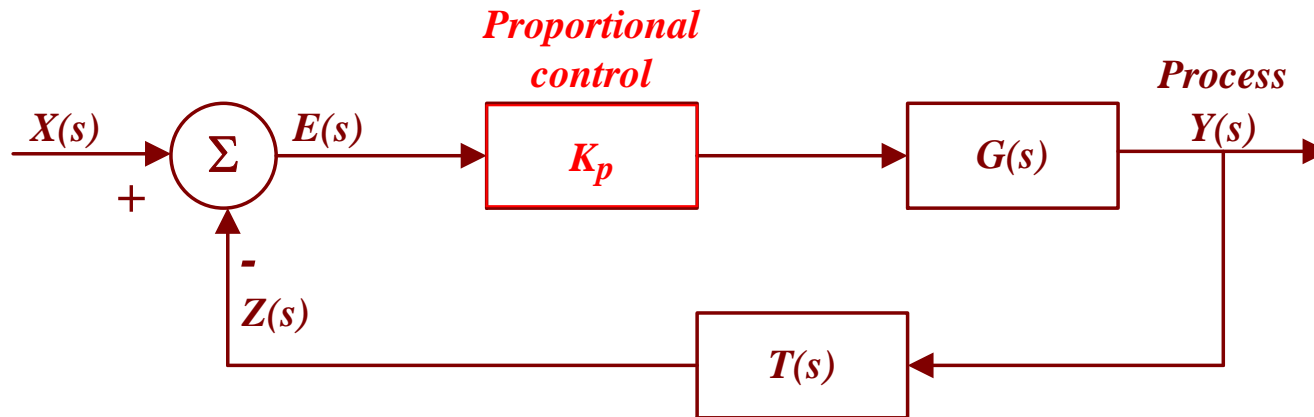 Proportional
control
Process
X(s)
E(s)
Y(s)
Σ
K_p
G(s)
+
-
Z(s)
T(s)